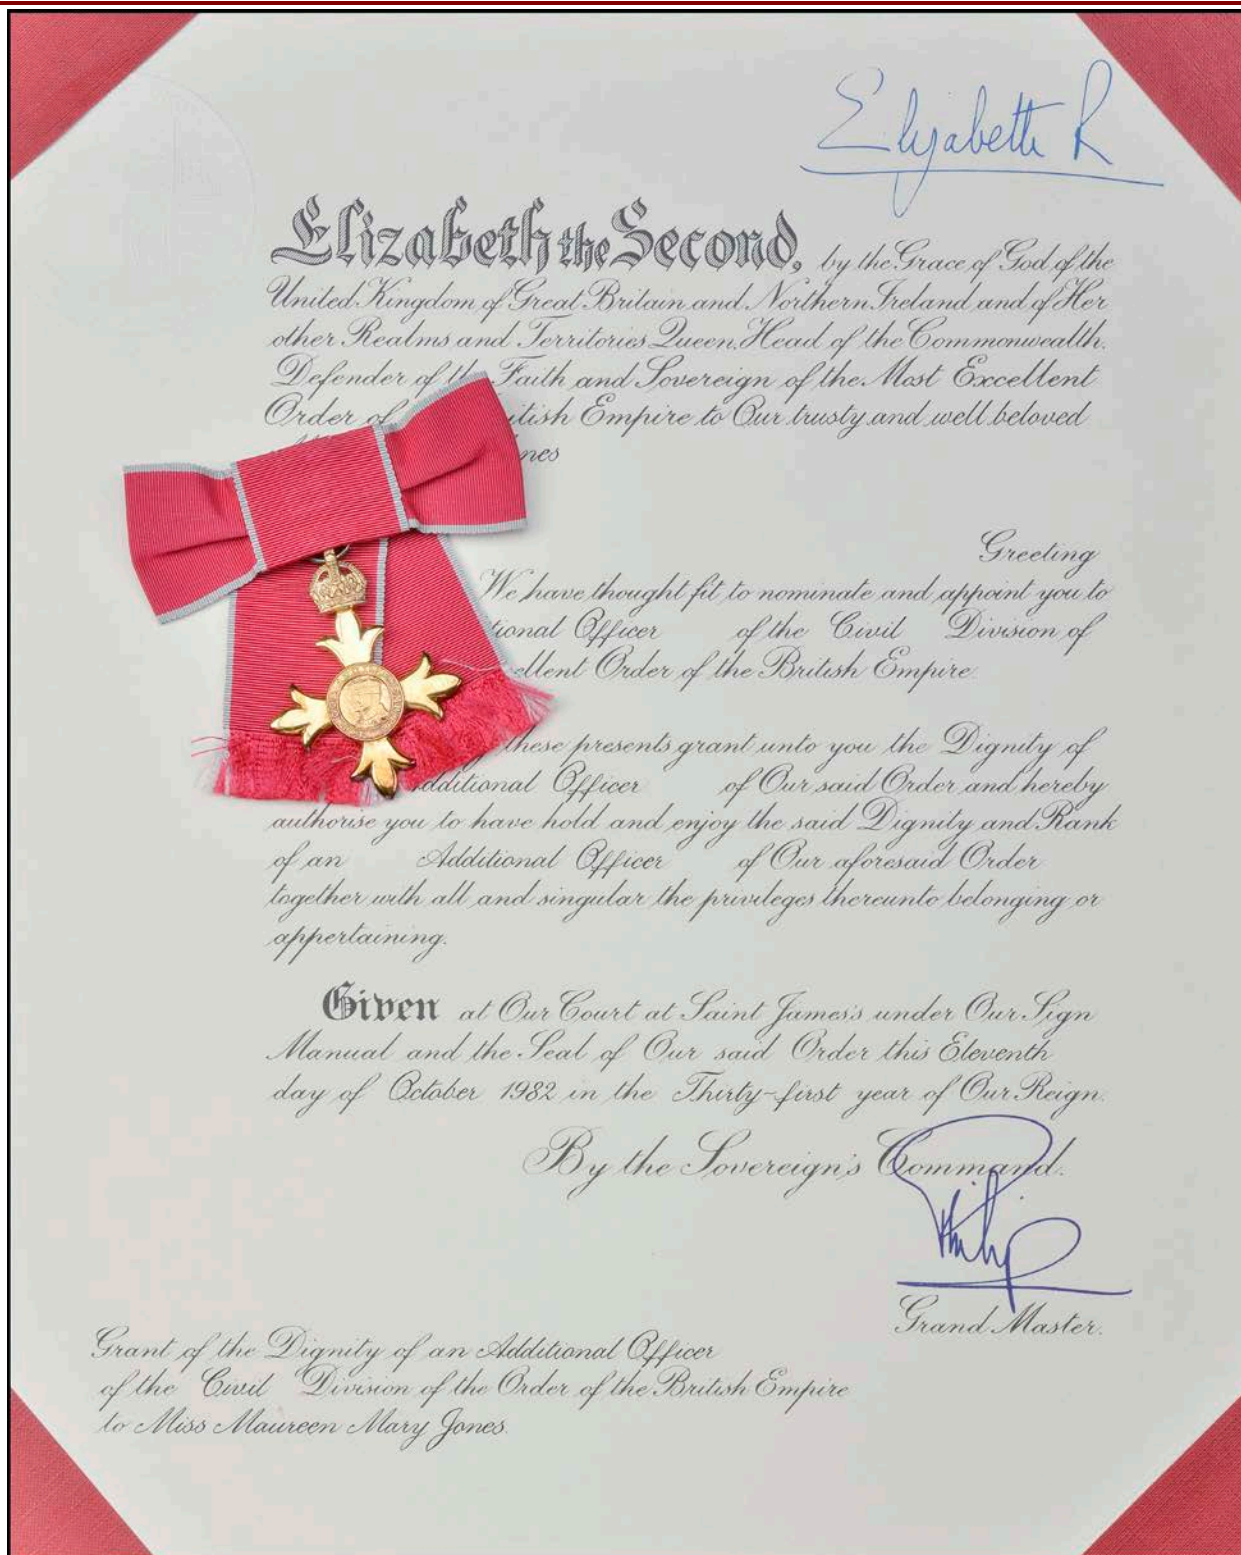 Elizabeth R
Elizabeth the Second, by the Grace of God of the
United Kingdom of Great Britain and Northern Ireland and of Her
other Realms and Territories Queen, Head of the Commonwealth,
Defender of the Faith and Sovereign of the Most Excellent
Order of itish Empire to Our trusty and well beloved
nes
Greeting
We have thought fit to nominate and appoint you to
tional Officer of the Civil Division of
ellent Order of the British Empire
these presents grant unto you the Dignity of
dditional Officer of Our said Order and hereby
authorise you to have hold and enjoy the said Dignity and Rank
of an Additional Officer of Our aforesaid Order
together with all and singular the privileges thereunto belonging or
appertaining.
Given at Our Court at Saint James's under Our Sign
Manual and the Seal of Our said Order this Eleventh
day of October 1982 in the Thirty-first year of Our Reign.
By the Sovereign's Command.
Philip
Grand Master.
Grant of the Dignity of an Additional Officer
of the Civil Division of the Order of the British Empire
to Miss Maureen Mary Jones.